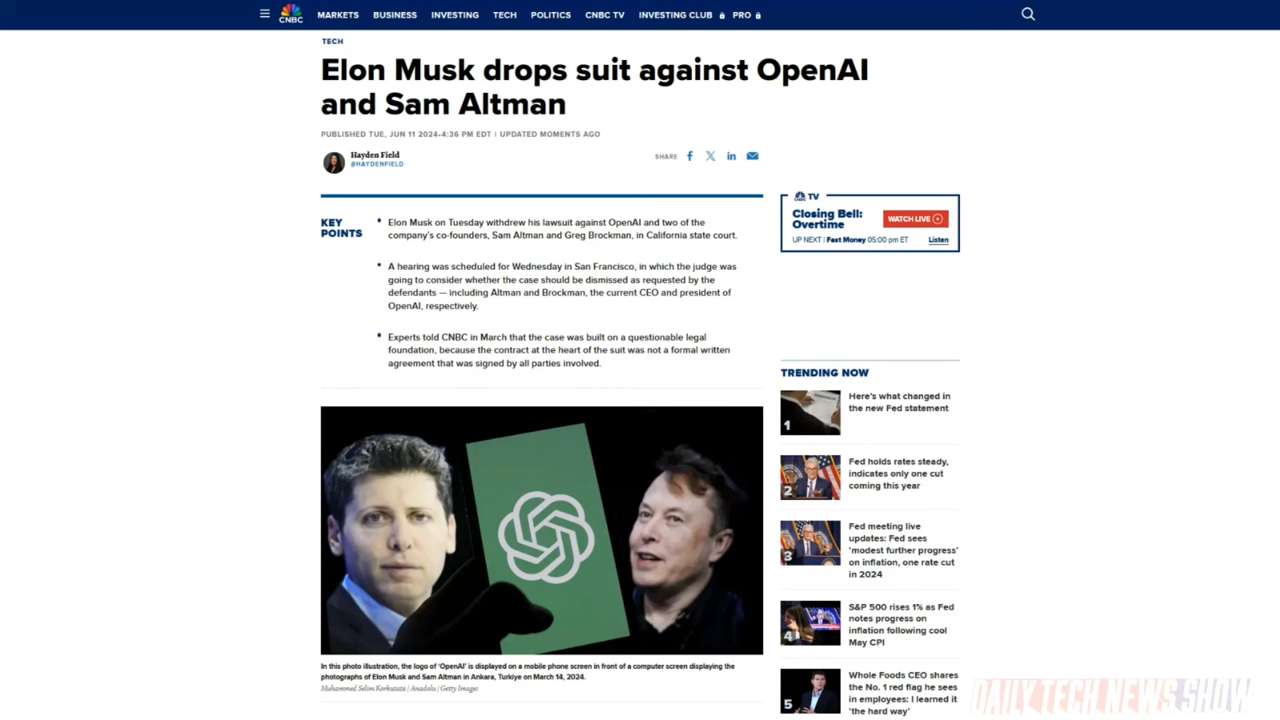 CNBC
MARKETS BUSINESS INVESTING TECH POLITICS CNBC TV INVESTING CLUB PRO
TECH
Elon Musk drops suit against OpenAI
and Sam Altman
PUBLISHED TUE, JUN 11 2024-4:36 PM EDT | UPDATED MOMENTS AGO
Hayden Field
@HAYDENFIELD
SHARE
KEY
POINTS
Elon Musk on Tuesday withdrew his lawsuit against OpenAI and two of the
company's co-founders, Sam Altman and Greg Brockman, in California state court.
A hearing was scheduled for Wednesday in San Francisco, in which the judge was
going to consider whether the case should be dismissed as requested by the
defendants — including Altman and Brockman, the current CEO and president of
OpenAI, respectively.
Experts told CNBC in March that the case was built on a questionable legal
foundation, because the contract at the heart of the suit was not a formal written
agreement that was signed by all parties involved.
In this photo illustration, the logo of 'OpenAI' is displayed on a mobile phone screen in front of a computer screen displaying the
photographs of Elon Musk and Sam Altman in Ankara, Turkiye on March 14, 2024.
Muhammed Selim Korkutata | Anadolu | Getty Images
CNBC TV
Closing Bell:
Overtime
WATCH LIVE
UP NEXT | Fast Money 05:00 pm ET
Listen
TRENDING NOW
1
Here's what changed in
the new Fed statement
2
Fed holds rates steady,
indicates only one cut
coming this year
3
Fed meeting live
updates: Fed sees
'modest further progress'
on inflation, one rate cut
in 2024
4
S&P 500 rises 1% as Fed
notes progress on
inflation following cool
May CPI
5
Whole Foods CEO shares
the No. 1 red flag he sees
in employees: I learned it
'the hard way'
DAILY TECH NEWS SHOW